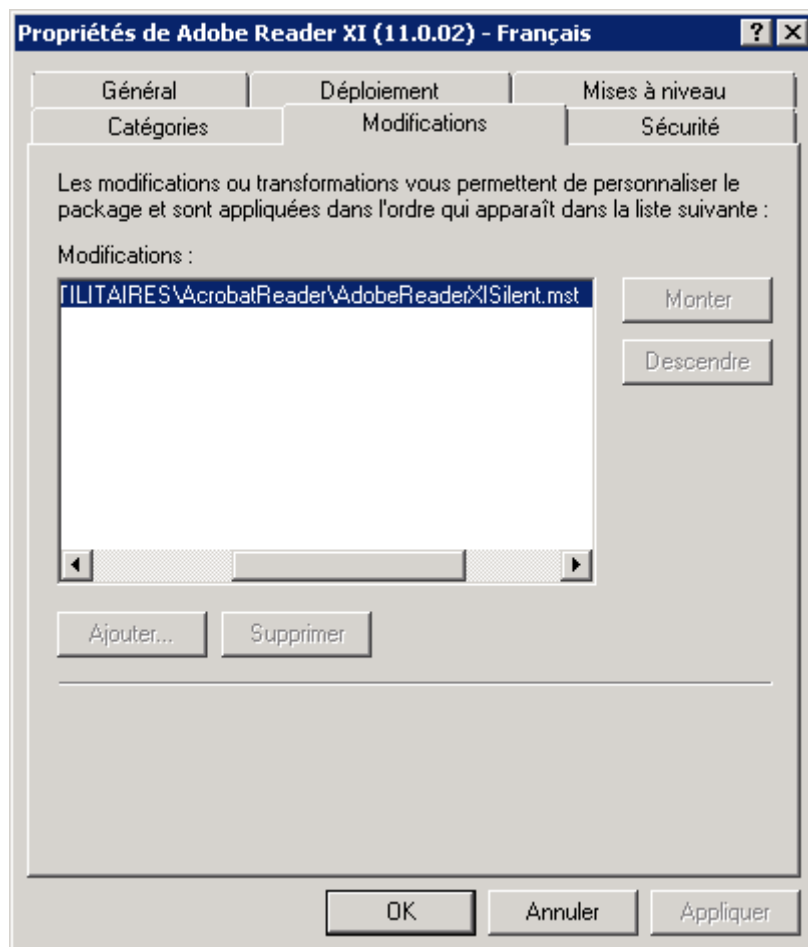 Propriétés de Adobe Reader XI (11.0.02) - Français
Général Déploiement Mises à niveau
Catégories Modifications Sécurité
Les modifications ou transformations vous permettent de personnaliser le
package et sont appliquées dans l'ordre qui apparaît dans la liste suivante :
Modifications :
TILITAIRES\AcrobatReader\AdobeReaderXISilent.mst
Monter
Descendre
Ajouter... Supprimer
OK Annuler Appliquer